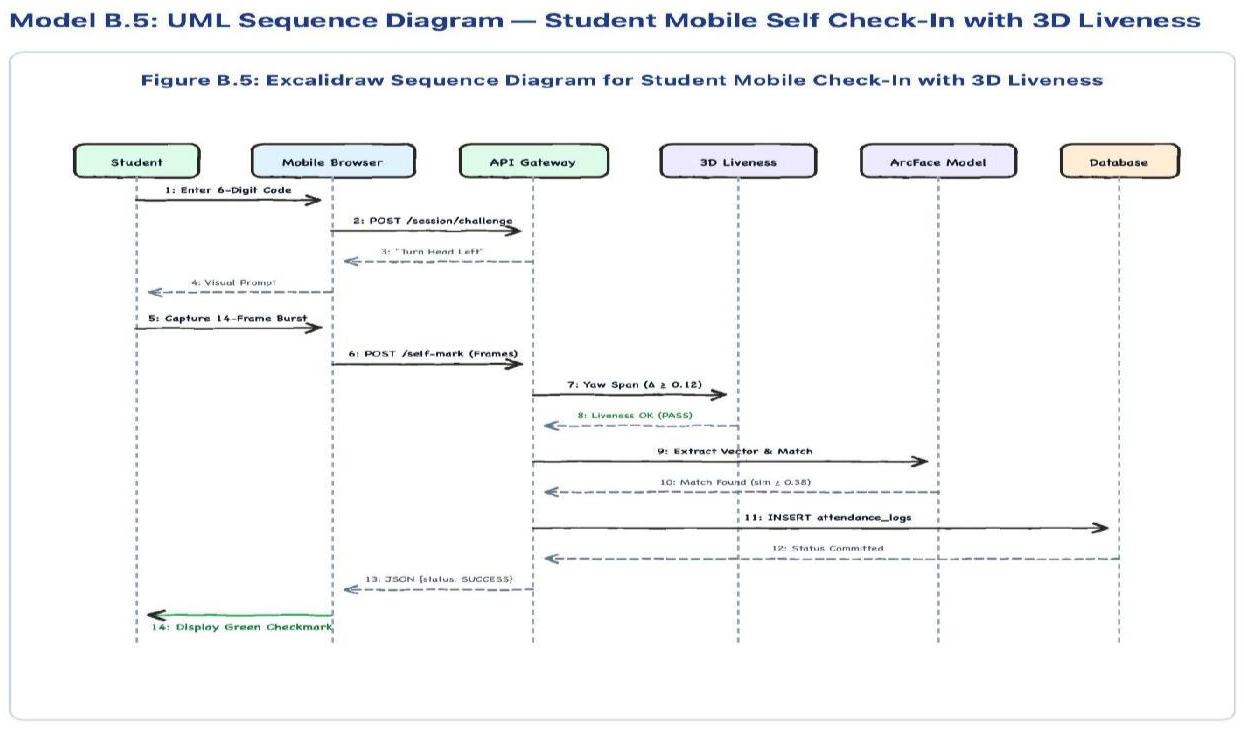 Model B.5: UML Sequence Diagram — Student Mobile Self Check-In with 3D Liveness
Figure B.5: Excalidraw Sequence Diagram for Student Mobile Check-In with 3D Liveness
Student
Mobile Browser
API Gateway
3D Liveness
ArcFace Model
Database
1: Enter 6-Digit Code
2: POST /session/challenge
3: "Turn Head Left"
4: Visual Prompt
5: Capture 14-Frame Burst
6: POST /self-mark (Frames)
7: Yaw Span (Δ ≥ 0.12)
8: Liveness OK (PASS)
9: Extract Vector & Match
10: Match Found (sim ≥ 0.38)
11: INSERT attendance_logs
12: Status Committed
13: JSON {status: SUCCESS}
14: Display Green Checkmark